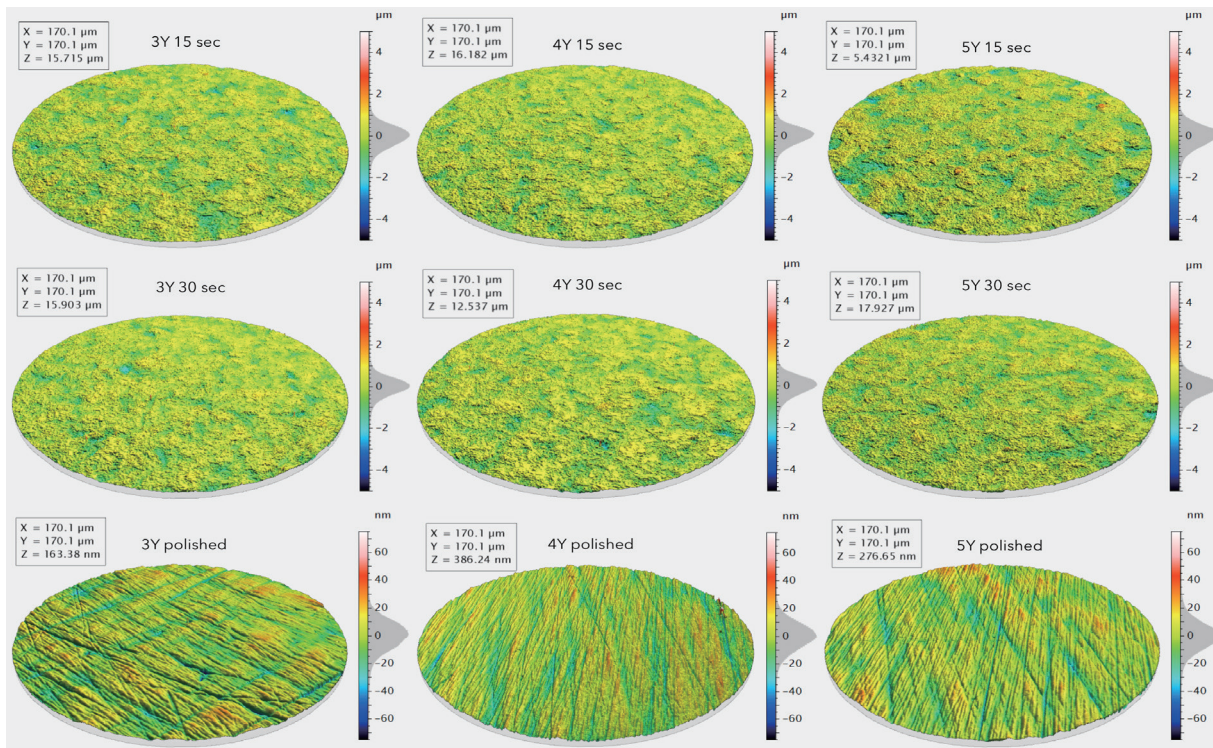 X = 170.1 µm
Y = 170.1 µm
Z = 15.715 µm
3Y 15 sec
µm
4
2
0
−2
−4
X = 170.1 µm
Y = 170.1 µm
Z = 16.182 µm
4Y 15 sec
µm
4
2
0
−2
−4
X = 170.1 µm
Y = 170.1 µm
Z = 5.4321 µm
5Y 15 sec
µm
4
2
0
−2
−4
X = 170.1 µm
Y = 170.1 µm
Z = 15.903 µm
3Y 30 sec
µm
4
2
0
−2
−4
X = 170.1 µm
Y = 170.1 µm
Z = 12.537 µm
4Y 30 sec
µm
4
2
0
−2
−4
X = 170.1 µm
Y = 170.1 µm
Z = 17.927 µm
5Y 30 sec
µm
4
2
0
−2
−4
X = 170.1 µm
Y = 170.1 µm
Z = 163.38 nm
3Y polished
nm
60
40
20
0
−20
−40
−60
X = 170.1 µm
Y = 170.1 µm
Z = 386.24 nm
4Y polished
nm
60
40
20
0
−20
−40
−60
X = 170.1 µm
Y = 170.1 µm
Z = 276.65 nm
5Y polished
nm
60
40
20
0
−20
−40
−60